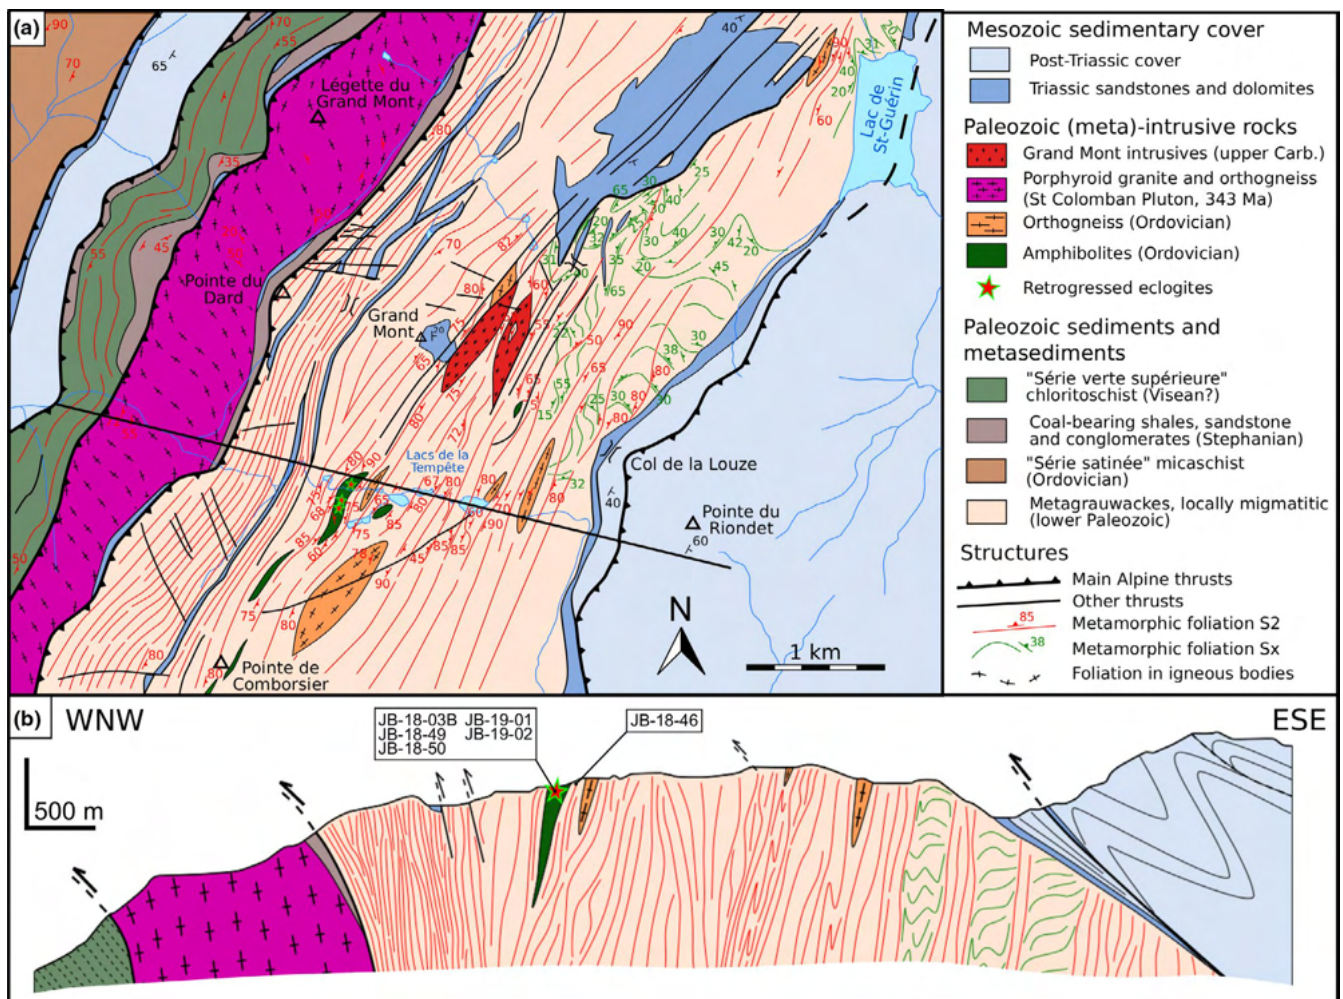 (a)
Légette du
Grand Mont
Pointe du
Dard
Grand
Mont
Lac de
St-Guérin
Lacs de la
Tempête
Col de la Louze
Pointe du
Riondet
Pointe de
Comborsier
N
1 km
Mesozoic sedimentary cover
Post-Triassic cover
Triassic sandstones and dolomites
Paleozoic (meta)-intrusive rocks
Grand Mont intrusives (upper Carb.)
Porphyroid granite and orthogneiss
(St Colomban Pluton, 343 Ma)
Orthogneiss (Ordovician)
Amphibolites (Ordovician)
Retrogressed eclogites
Paleozoic sediments and
metasediments
"Série verte supérieure"
chloritoschist (Visean?)
Coal-bearing shales, sandstone
and conglomerates (Stephanian)
"Série satinée" micaschist
(Ordovician)
Metagrauwackes, locally migmatitic
(lower Paleozoic)
Structures
Main Alpine thrusts
Other thrusts
85
Metamorphic foliation S2
38
Metamorphic foliation Sx
Foliation in igneous bodies
(b) WNW
ESE
JB-18-03B JB-19-01
JB-18-49 JB-19-02
JB-18-50
JB-18-46
500 m